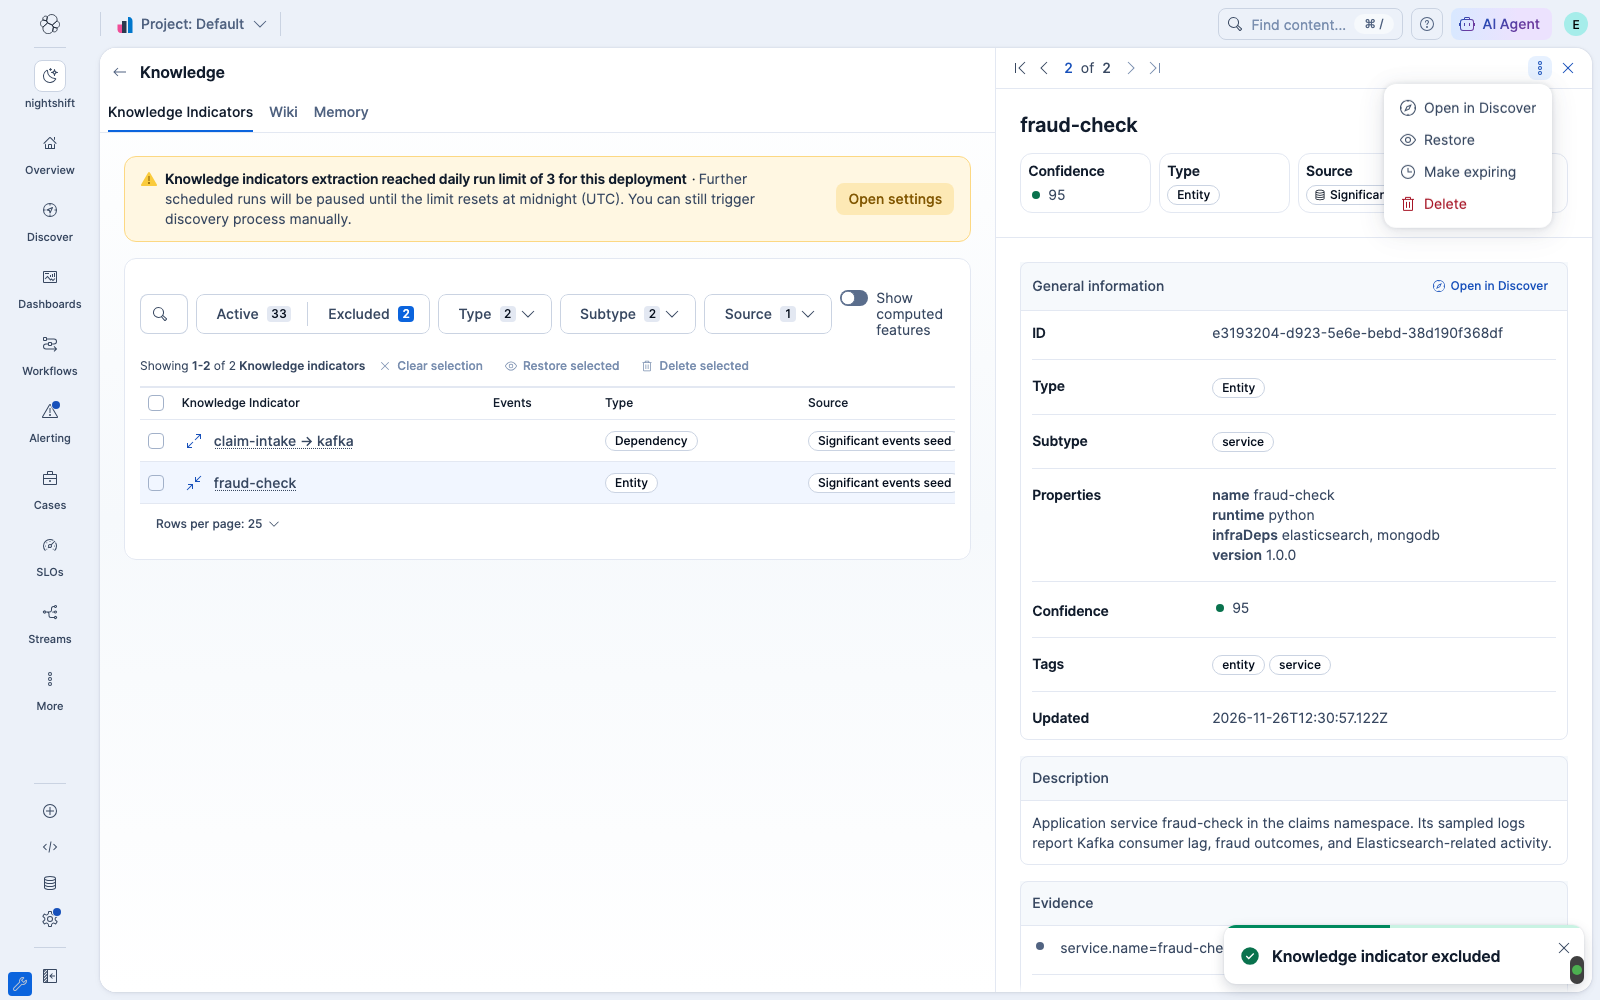 Project: Default
Find content...
⌘ /
AI Agent
E
nightshift
Overview
Discover
Dashboards
Workflows
Alerting
Cases
SLOs
Streams
More
Knowledge
Knowledge Indicators
Wiki
Memory
Knowledge indicators extraction reached daily run limit of 3 for this deployment · Further
scheduled runs will be paused until the limit resets at midnight (UTC). You can still trigger
discovery process manually.
Open settings
Active 33
Excluded 2
Type 2
Subtype 2
Source 1
Show
computed
features
Showing 1-2 of 2 Knowledge indicators
Clear selection
Restore selected
Delete selected
Knowledge Indicator
Events
Type
Source
claim-intake → kafka
Dependency
Significant events seed
fraud-check
Entity
Significant events seed
Rows per page: 25
2 of 2
Open in Discover
Restore
Make expiring
Delete
fraud-check
Confidence
95
Type
Entity
Source
Significan
General information
Open in Discover
ID
e3193204-d923-5e6e-bebd-38d190f368df
Type
Entity
Subtype
service
Properties
name fraud-check
runtime python
infraDeps elasticsearch, mongodb
version 1.0.0
Confidence
95
Tags
entity
service
Updated
2026-11-26T12:30:57.122Z
Description
Application service fraud-check in the claims namespace. Its sampled logs
report Kafka consumer lag, fraud outcomes, and Elasticsearch-related activity.
Evidence
service.name=fraud-che
Knowledge indicator excluded